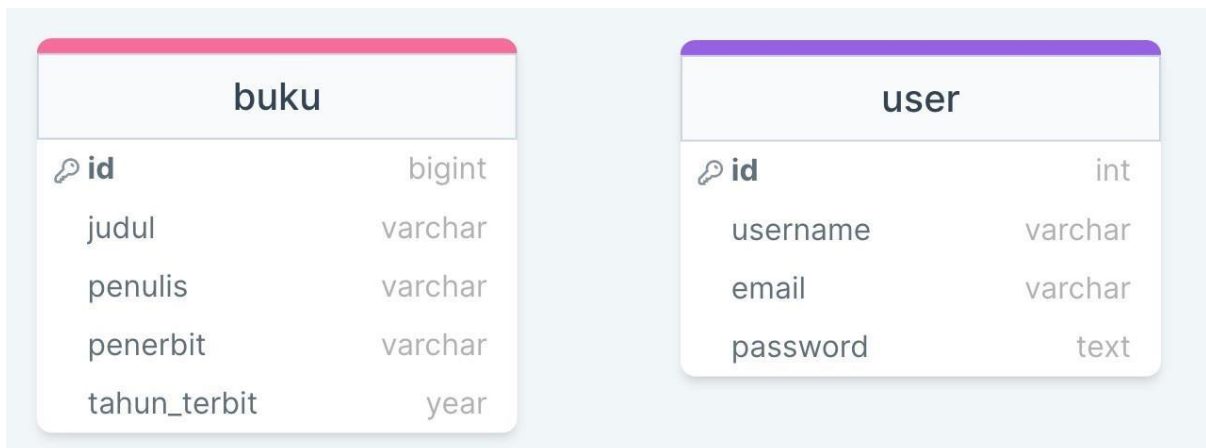 buku
id bigint
judul varchar
penulis varchar
penerbit varchar
tahun_terbit year
user
id int
username varchar
email varchar
password text